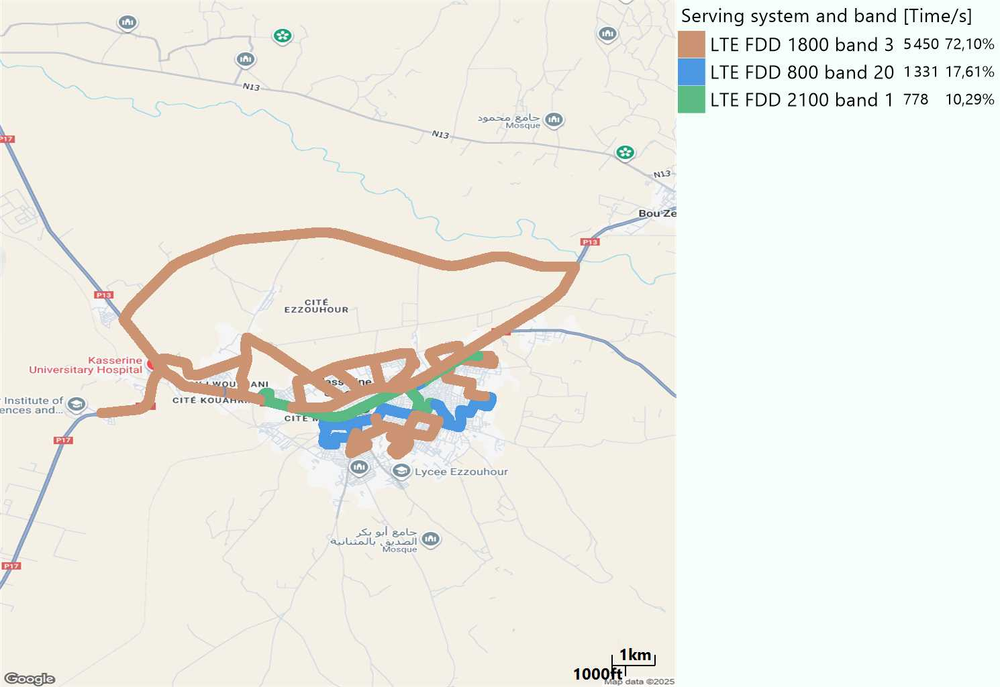 Serving system and band [Time/s]
LTE FDD 1800 band 3 5 450 72,10%
LTE FDD 800 band 20 1 331 17,61%
LTE FDD 2100 band 1 778 10,29%
N13
جامع محمود
Mosque
N13
P17
N13
Bou Ze
P13
P13
CITÉ
EZZOUHOUR
Kasserine
Universitary Hospital
Institute of
ences and...
CITÉ
P17
Lycee Ezzouhour
جامع أبو بكر
الصديق بالمثنانية
Mosque
P17
1km
1000ft
Google
Map data ©2025